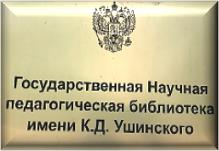 Государственная Научная
педагогическая библиотека
имени К.Д. Ушинского